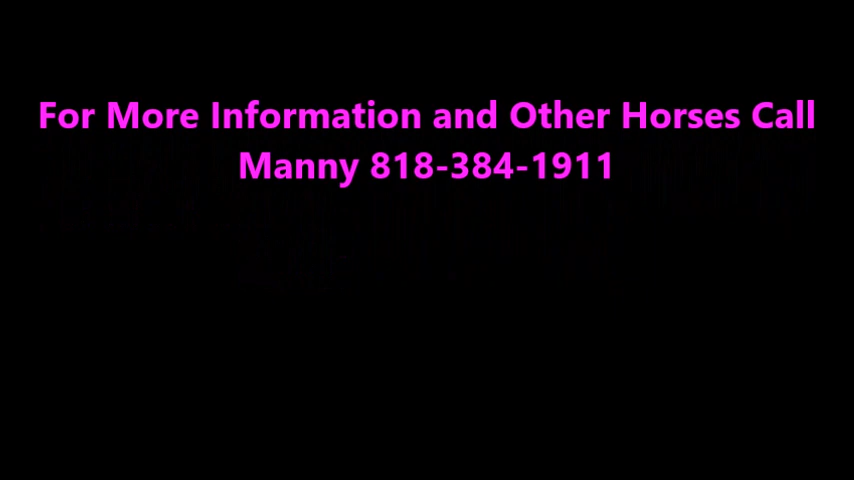 For More Information and Other Horses Call
Manny 818-384-1911